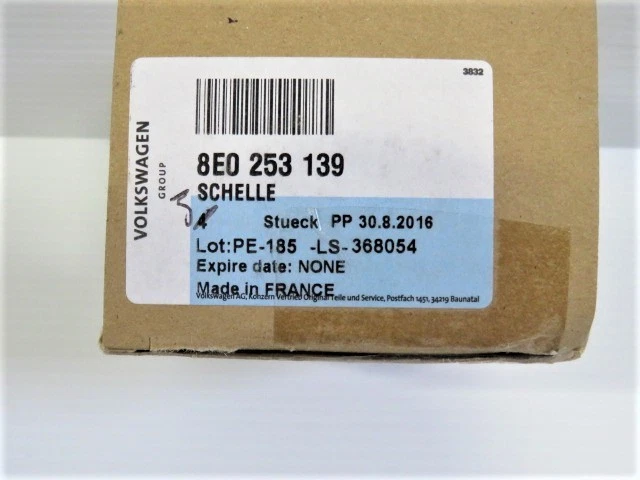 3832
VOLKSWAGEN
GROUP
8E0 253 139
SCHELLE
3
4 Stueck PP 30.8.2016
Lot:PE-185 -LS-368054
Expire date: NONE
Made in FRANCE
Volkswagen AG, Konzern Vertrieb Original Teile und Service, Postfach 1451, 34219 Baunatal